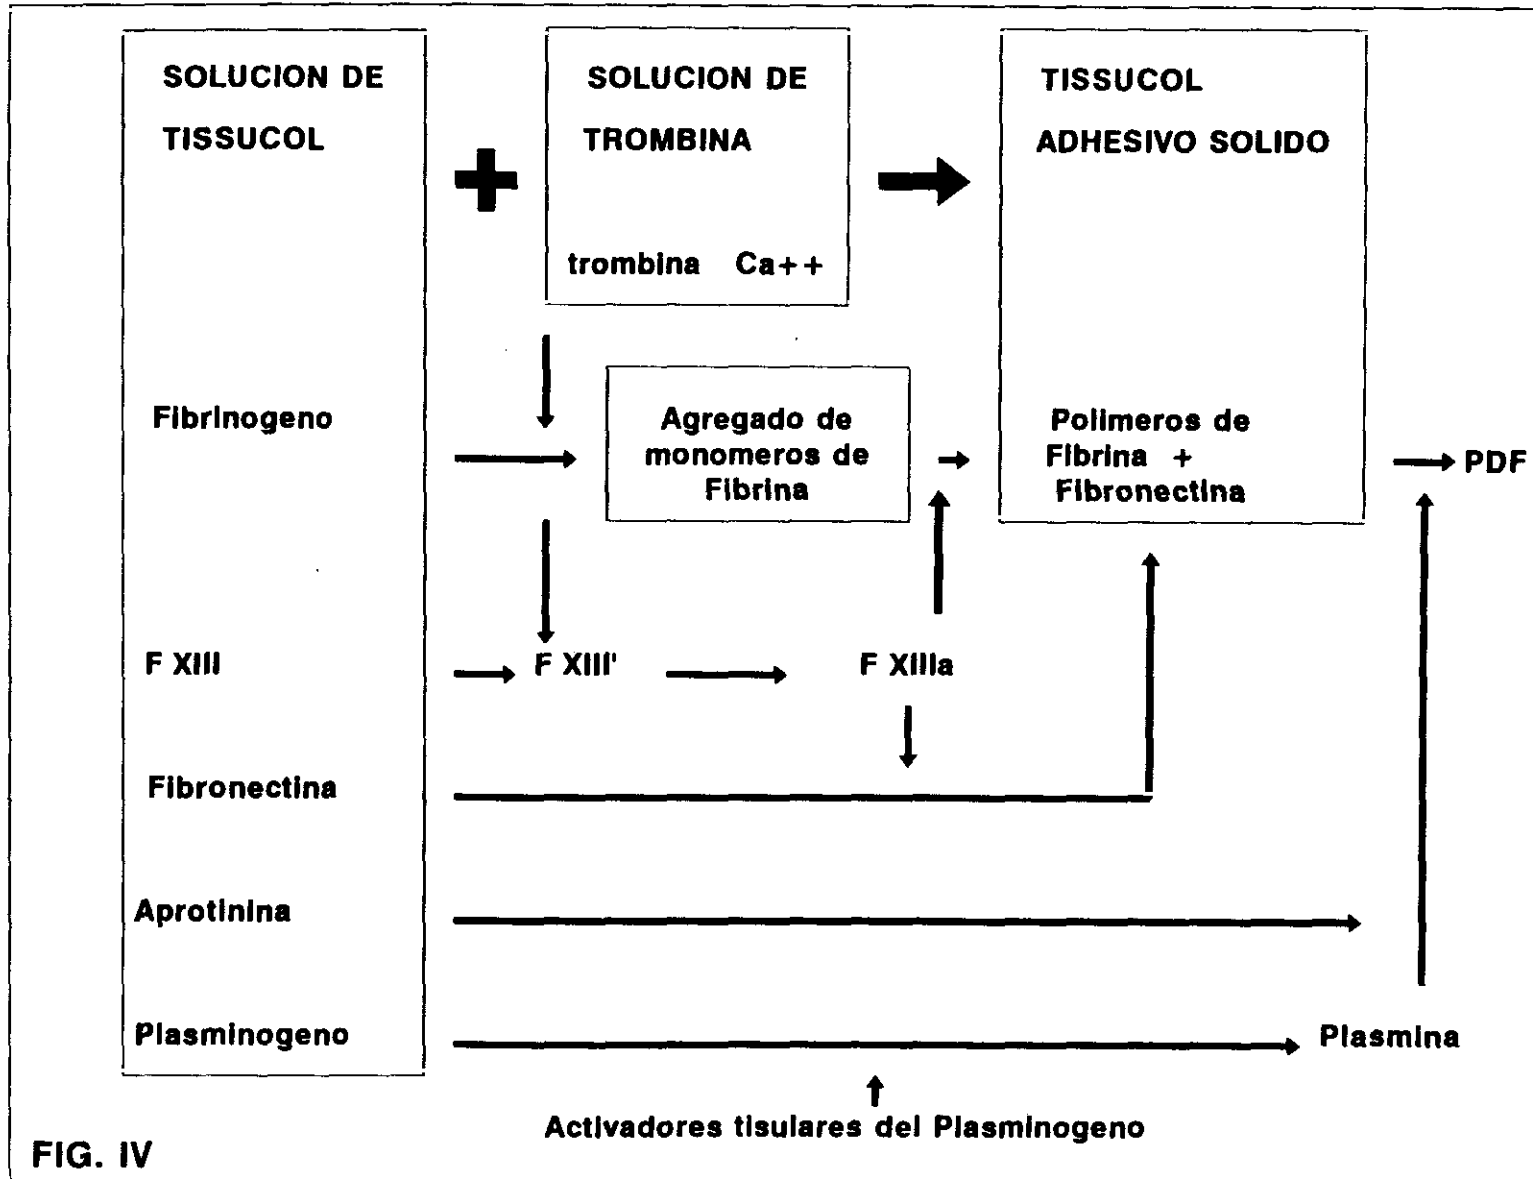 SOLUCION DE
TISSUCOL
SOLUCION DE
TROMBINA
trombina Ca++
TISSUCOL
ADHESIVO SOLIDO
Fibrinogeno
Agregado de
monomeros de
Fibrina
Polimeros de
Fibrina +
Fibronectina
PDF
F XIII
F XIII'
F XIIIa
Fibronectina
Aprotinina
Plasminogeno
Plasmina
Activadores tisulares del Plasminogeno
FIG. IV